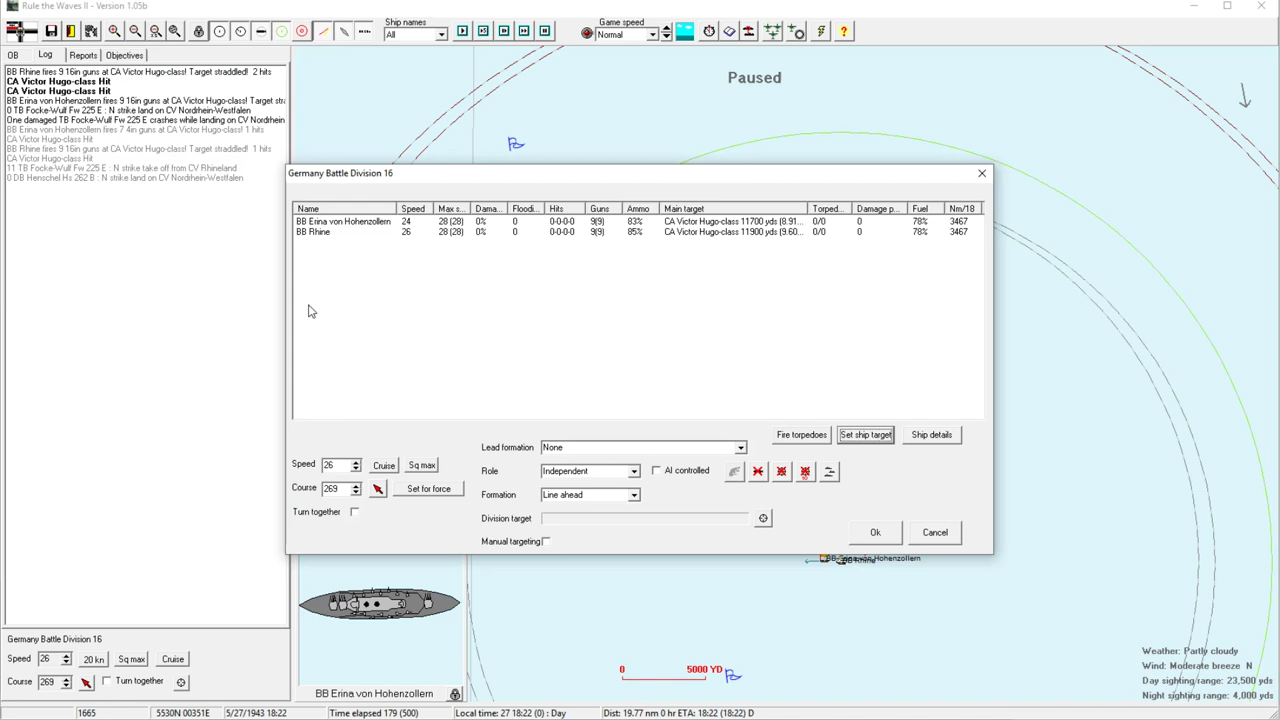 Rule the Waves II - Version 1.05b
Ship names
All
Game speed
Normal
OB
Log
Reports
Objectives
BB Rhine fires 9 16in guns at CA Victor Hugo-class! Target straddled! 2 hits
CA Victor Hugo-class Hit
CA Victor Hugo-class Hit
BB Erina von Hohenzollern fires 9 16in guns at CA Victor Hugo-class! Target stra
0 TB Focke-Wulf Fw 225 E : N strike land on CV Nordrhein-Westfalen
One damaged TB Focke-Wulf Fw 225 E crashes while landing on CV Nordrhein
BB Erina von Hohenzollern fires 7 4in guns at CA Victor Hugo-class! 1 hits
CA Victor Hugo-class Hit
BB Rhine fires 9 16in guns at CA Victor Hugo-class! Target straddled! 1 hits
CA Victor Hugo-class Hit
11 TB Focke-Wulf Fw 225 E : N strike take off from CV Rhineland
0 DB Henschel Hs 262 B : N strike land on CV Nordrhein-Westfalen
Paused
Germany Battle Division 16
Name Speed Max s... Dama... Floodi... Hits Guns Ammo Main target Torped... Damage p... Fuel Nm/18
BB Erina von Hohenzollern 24 28 (28) 0% 0 0-0-0-0 9(9) 83% CA Victor Hugo-class 11700 yds (8.91... 0/0 0 78% 3467
BB Rhine 26 28 (28) 0% 0 0-0-0-0 9(9) 85% CA Victor Hugo-class 11900 yds (9.60... 0/0 0 78% 3467
Fire torpedoes
Set ship target
Ship details
Lead formation None
Speed 26 Cruise Sq max
Role Independent AI controlled
Course 269 Set for force
Formation Line ahead
Turn together
Division target
Manual targeting
Ok
Cancel
BB Erina von Hohenzollern
BB Rhine
Germany Battle Division 16
Speed 26 20 kn Sq max Cruise
Course 269 Turn together
BB Erina von Hohenzollern
0 5000 YD
Weather: Partly cloudy
Wind: Moderate breeze N
Day sighting range: 23,500 yds
Night sighting range: 4,000 yds
1665
5530N 00351E
5/27/1943 18:22
Time elapsed 179 (500)
Local time: 27 18:22 (0) : Day
Dist: 19.77 nm 0 hr ETA: 18:22 (18:22) D